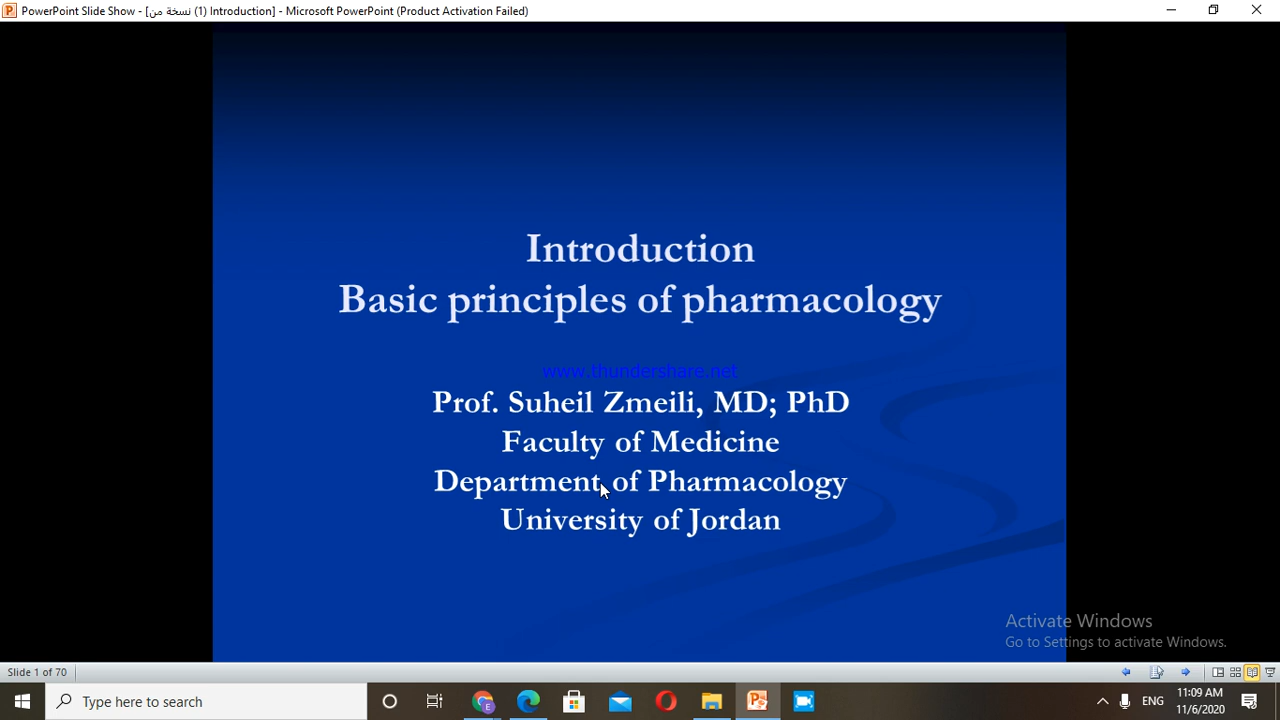 PowerPoint Slide Show - [نسخة من (1) Introduction] - Microsoft PowerPoint (Product Activation Failed)
Introduction
Basic principles of pharmacology
www.thundershare.net
Prof. Suheil Zmeili, MD; PhD
Faculty of Medicine
Department of Pharmacology
University of Jordan
Activate Windows
Go to Settings to activate Windows.
Slide 1 of 70
Type here to search
ENG
11:09 AM
11/6/2020